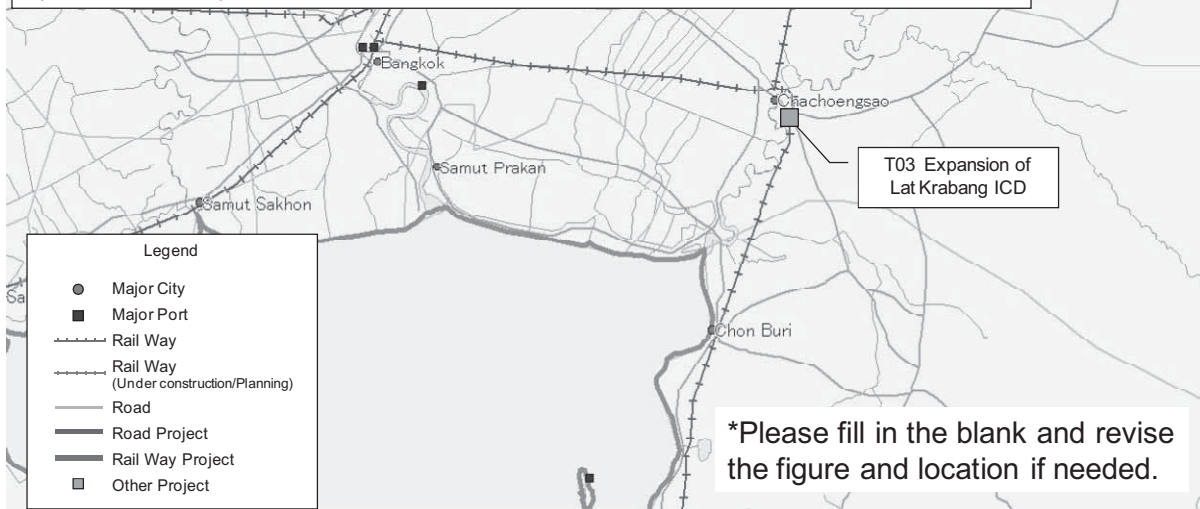 Bangkok
Chachoengsao
T03 Expansion of
Lat Krabang ICD
Samut Prakan
Samut Sakhon
Legend
Major City
Major Port
Rail Way
Rail Way
(Under construction/Planning)
Road
Road Project
Rail Way Project
Other Project
Sa
Chon Buri
*Please fill in the blank and revise
the figure and location if needed.